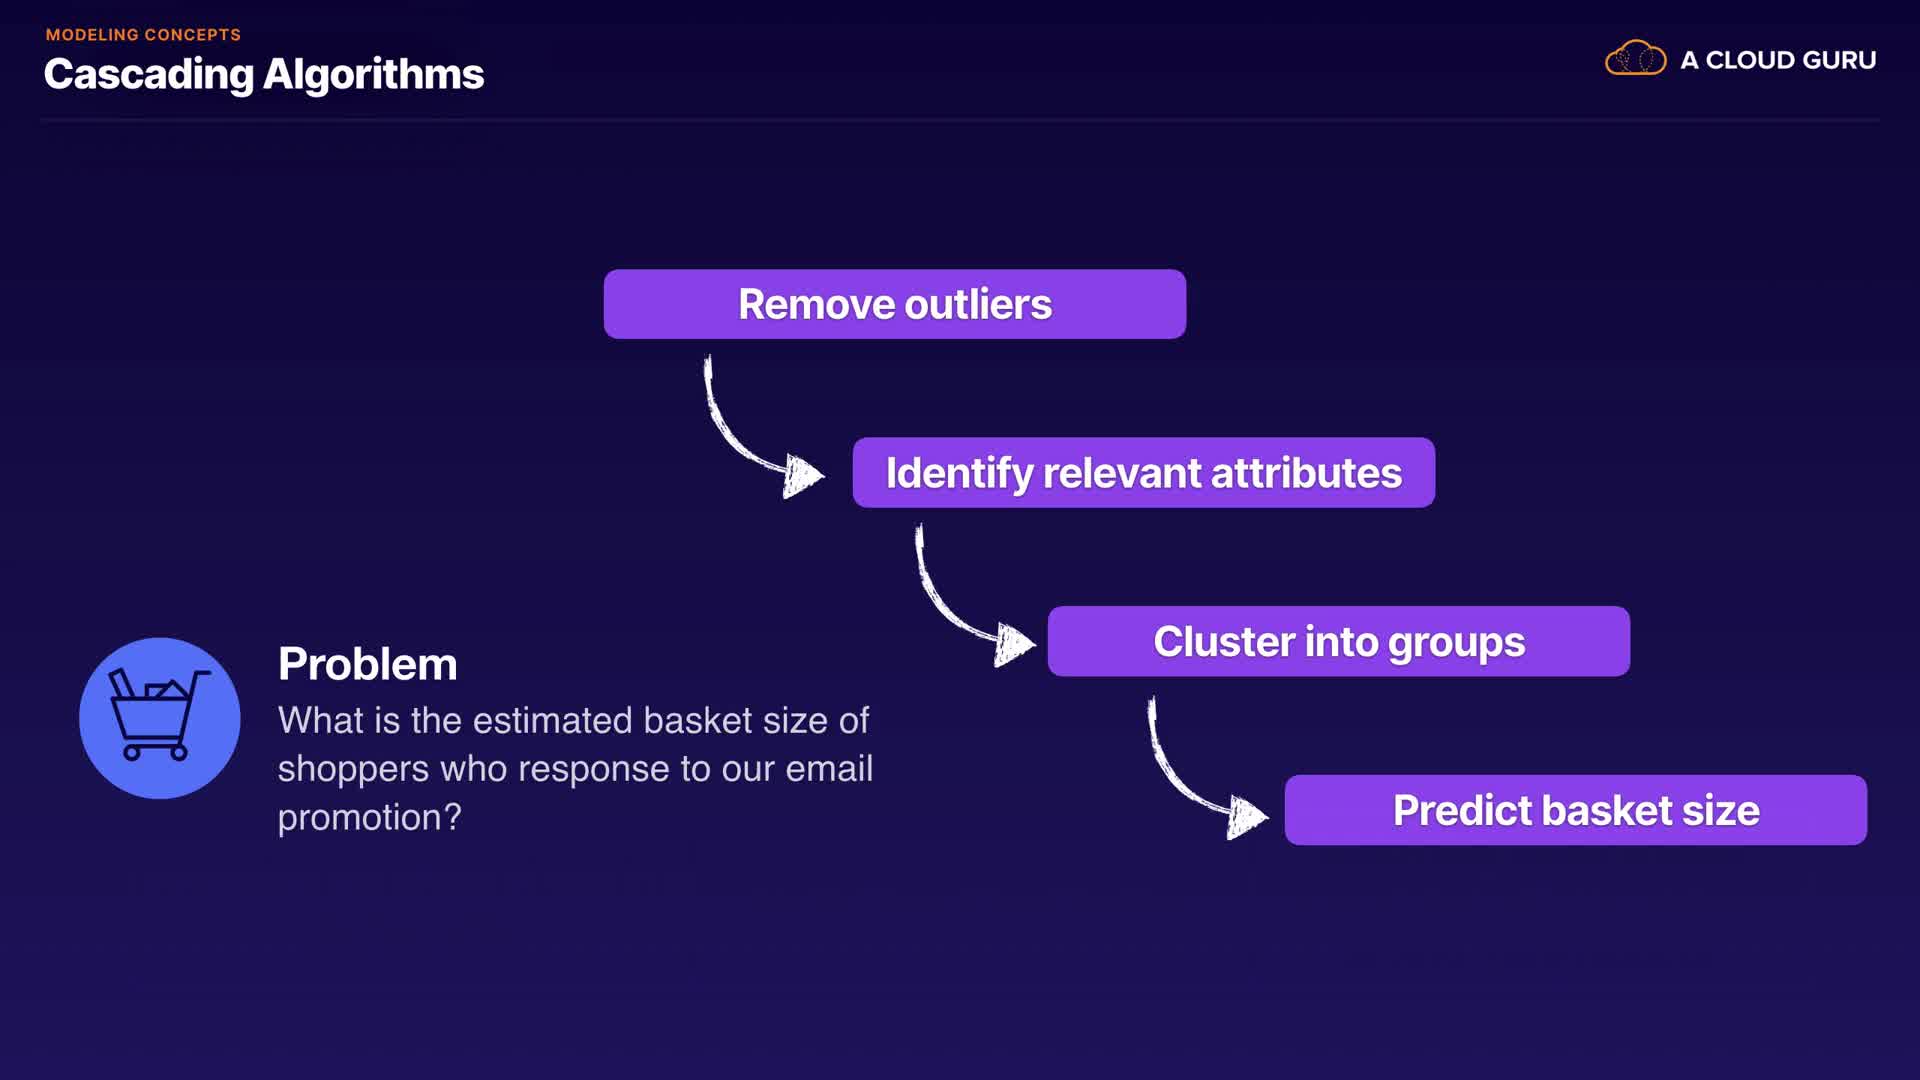 MODELING CONCEPTS
Cascading Algorithms
A CLOUD GURU
Remove outliers
Identify relevant attributes
Cluster into groups
Predict basket size
Problem
What is the estimated basket size of
shoppers who response to our email
promotion?